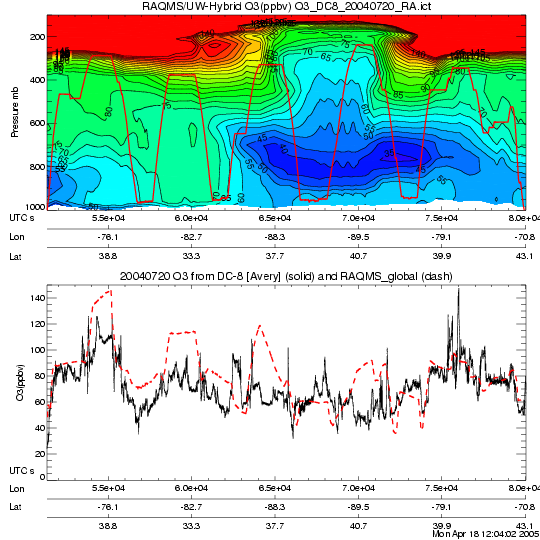 RAQMS/UW-Hybrid O3(ppbv) O3_DC8_20040720_RA.ict
Pressure mb
200
400
600
800
1000
UTC s 5.5e+04 6.0e+04 6.5e+04 7.0e+04 7.5e+04 8.0e+04
Lon -76.1 -82.7 -88.3 -89.5 -79.1 -70.8
Lat 38.8 33.3 37.7 40.7 39.9 43.1
20040720 O3 from DC-8 [Avery] (solid) and RAQMS_global (dash)
O3(ppbv)
140
120
100
80
60
40
20
0
UTC s 5.5e+04 6.0e+04 6.5e+04 7.0e+04 7.5e+04 8.0e+04
Lon -76.1 -82.7 -88.3 -89.5 -79.1 -70.8
Lat 38.8 33.3 37.7 40.7 39.9 43.1
Mon Apr 18 12:04:02 2005